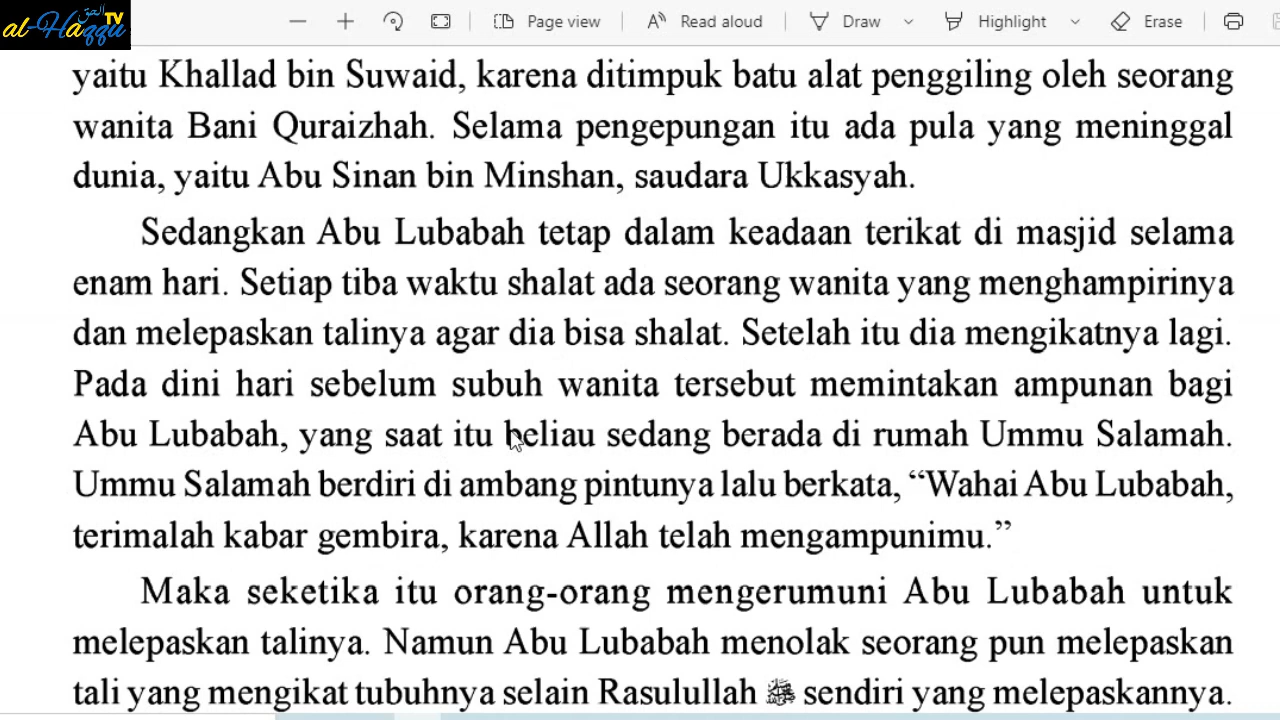 الحق TV
al-Haqqu
Page view
Read aloud
Draw
Highlight
Erase
yaitu Khallad bin Suwaid, karena ditimpuk batu alat penggiling oleh seorang
wanita Bani Quraizhah. Selama pengepungan itu ada pula yang meninggal
dunia, yaitu Abu Sinan bin Minshan, saudara Ukkasyah.
Sedangkan Abu Lubabah tetap dalam keadaan terikat di masjid selama
enam hari. Setiap tiba waktu shalat ada seorang wanita yang menghampirinya
dan melepaskan talinya agar dia bisa shalat. Setelah itu dia mengikatnya lagi.
Pada dini hari sebelum subuh wanita tersebut memintakan ampunan bagi
Abu Lubabah, yang saat itu beliau sedang berada di rumah Ummu Salamah.
Ummu Salamah berdiri di ambang pintunya lalu berkata, “Wahai Abu Lubabah,
terimalah kabar gembira, karena Allah telah mengampunimu.”
Maka seketika itu orang-orang mengerumuni Abu Lubabah untuk
melepaskan talinya. Namun Abu Lubabah menolak seorang pun melepaskan
tali yang mengikat tubuhnya selain Rasulullah ﷺ sendiri yang melepaskannya.